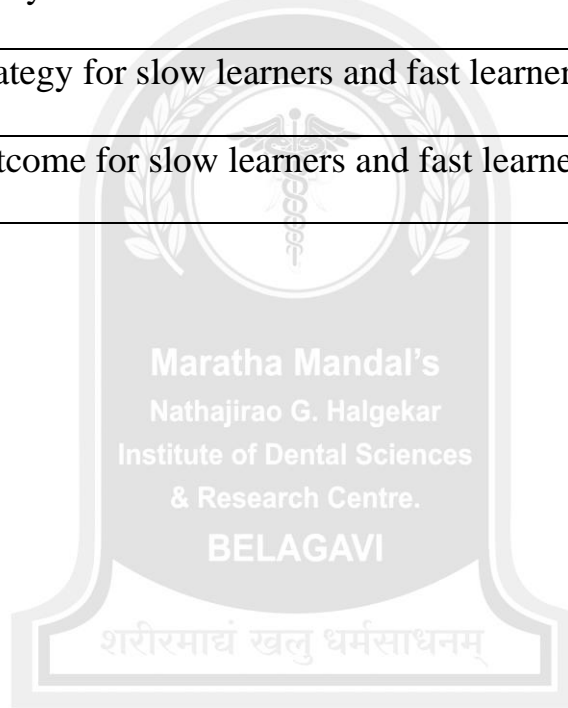 ategy for slow learners and fast learner
tcome for slow learners and fast learne
Maratha Mandal's
Nathajirao G. Halgekar
Institute of Dental Sciences
& Research Centre.
BELAGAVI
शरीरमाद्यं खलु धर्मसाधनम्